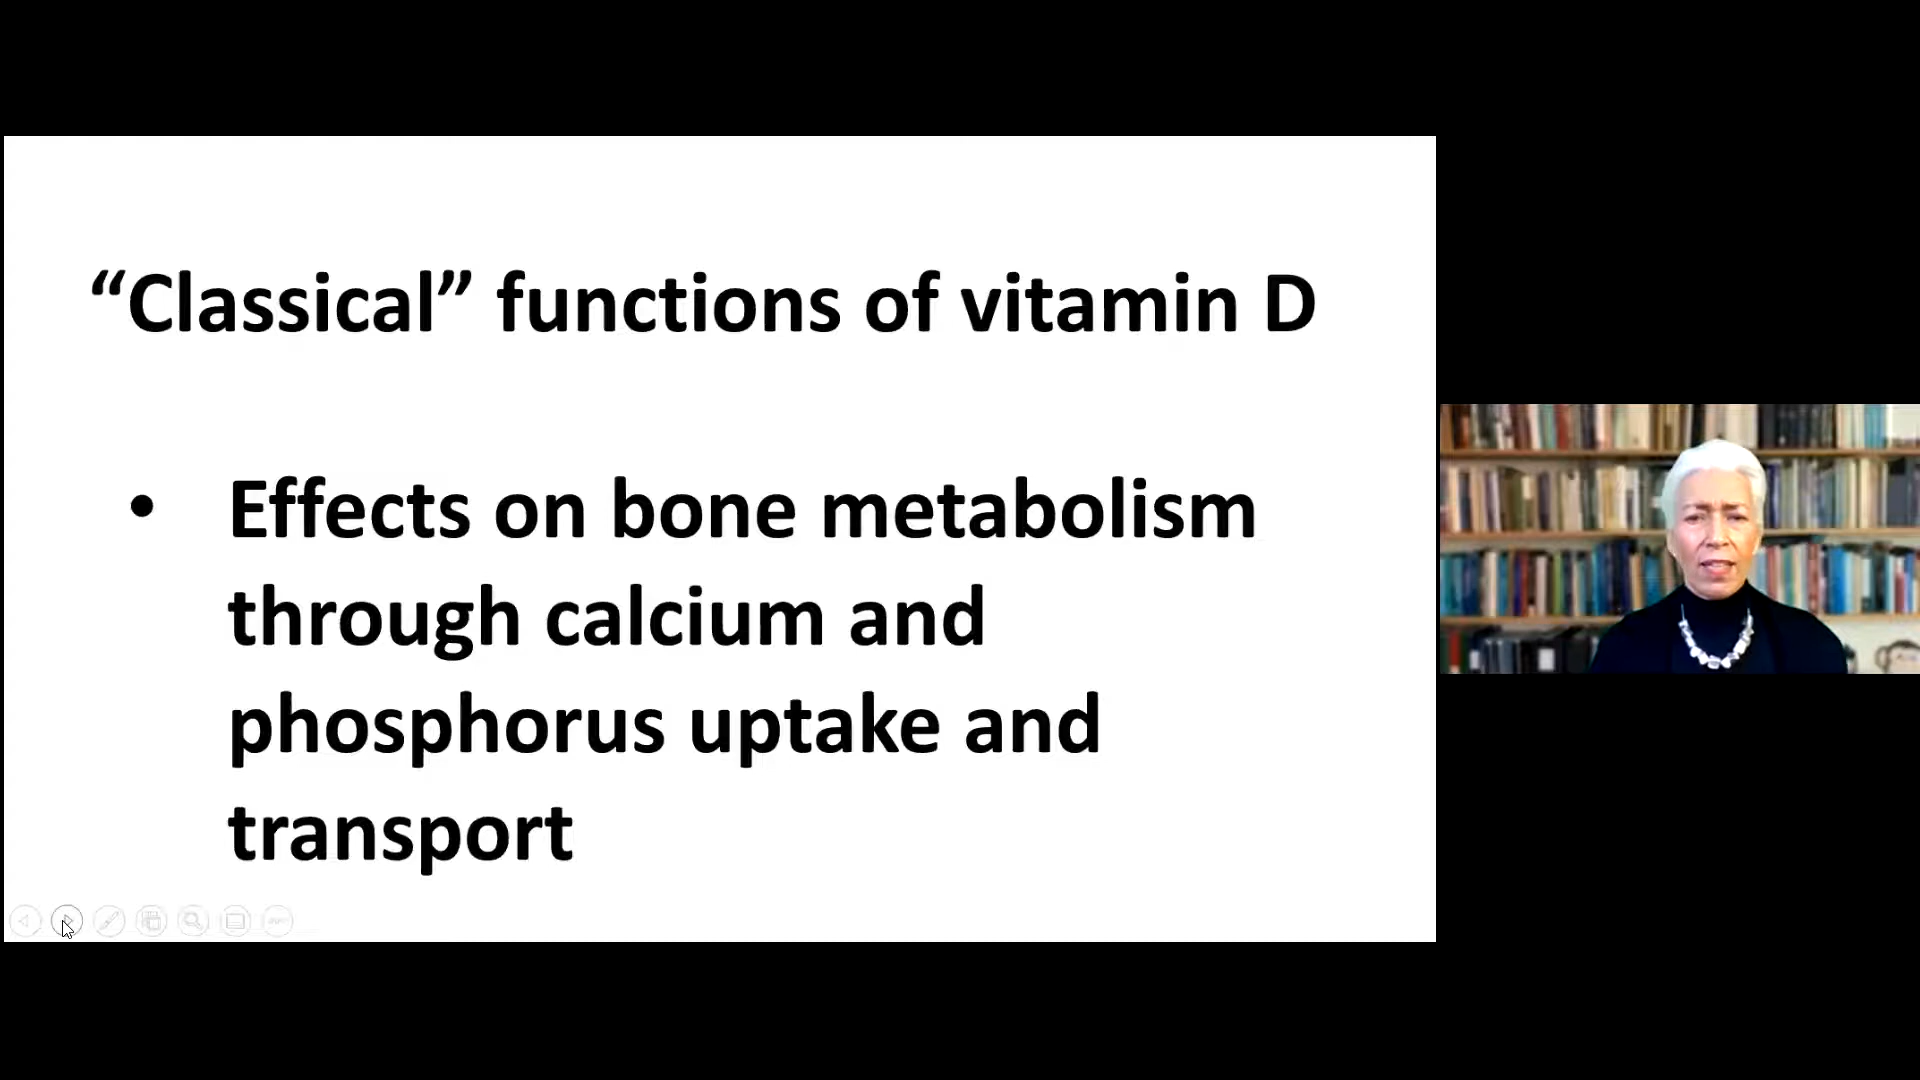 “Classical” functions of vitamin D
• Effects on bone metabolism
through calcium and
phosphorus uptake and
transport